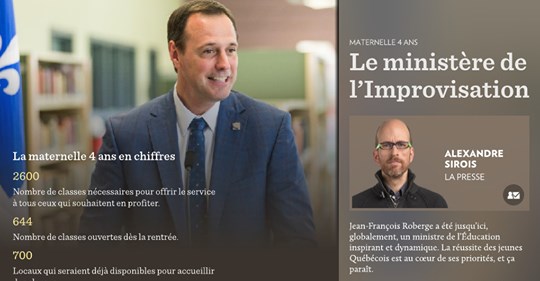 La maternelle 4 ans en chiffres
2600
Nombre de classes nécessaires pour offrir le service
à tous ceux qui souhaitent en profiter.
644
Nombre de classes ouvertes dès la rentrée.
700
Locaux qui seraient déjà disponibles pour accueillir
MATERNELLE 4 ANS
Le ministère de
l'Improvisation
ALEXANDRE
SIROIS
LA PRESSE
Jean-François Roberge a été jusqu'ici,
globalement, un ministre de l'Éducation
inspirant et dynamique. La réussite des jeunes
Québécois est au cœur de ses priorités, et ça
paraît.